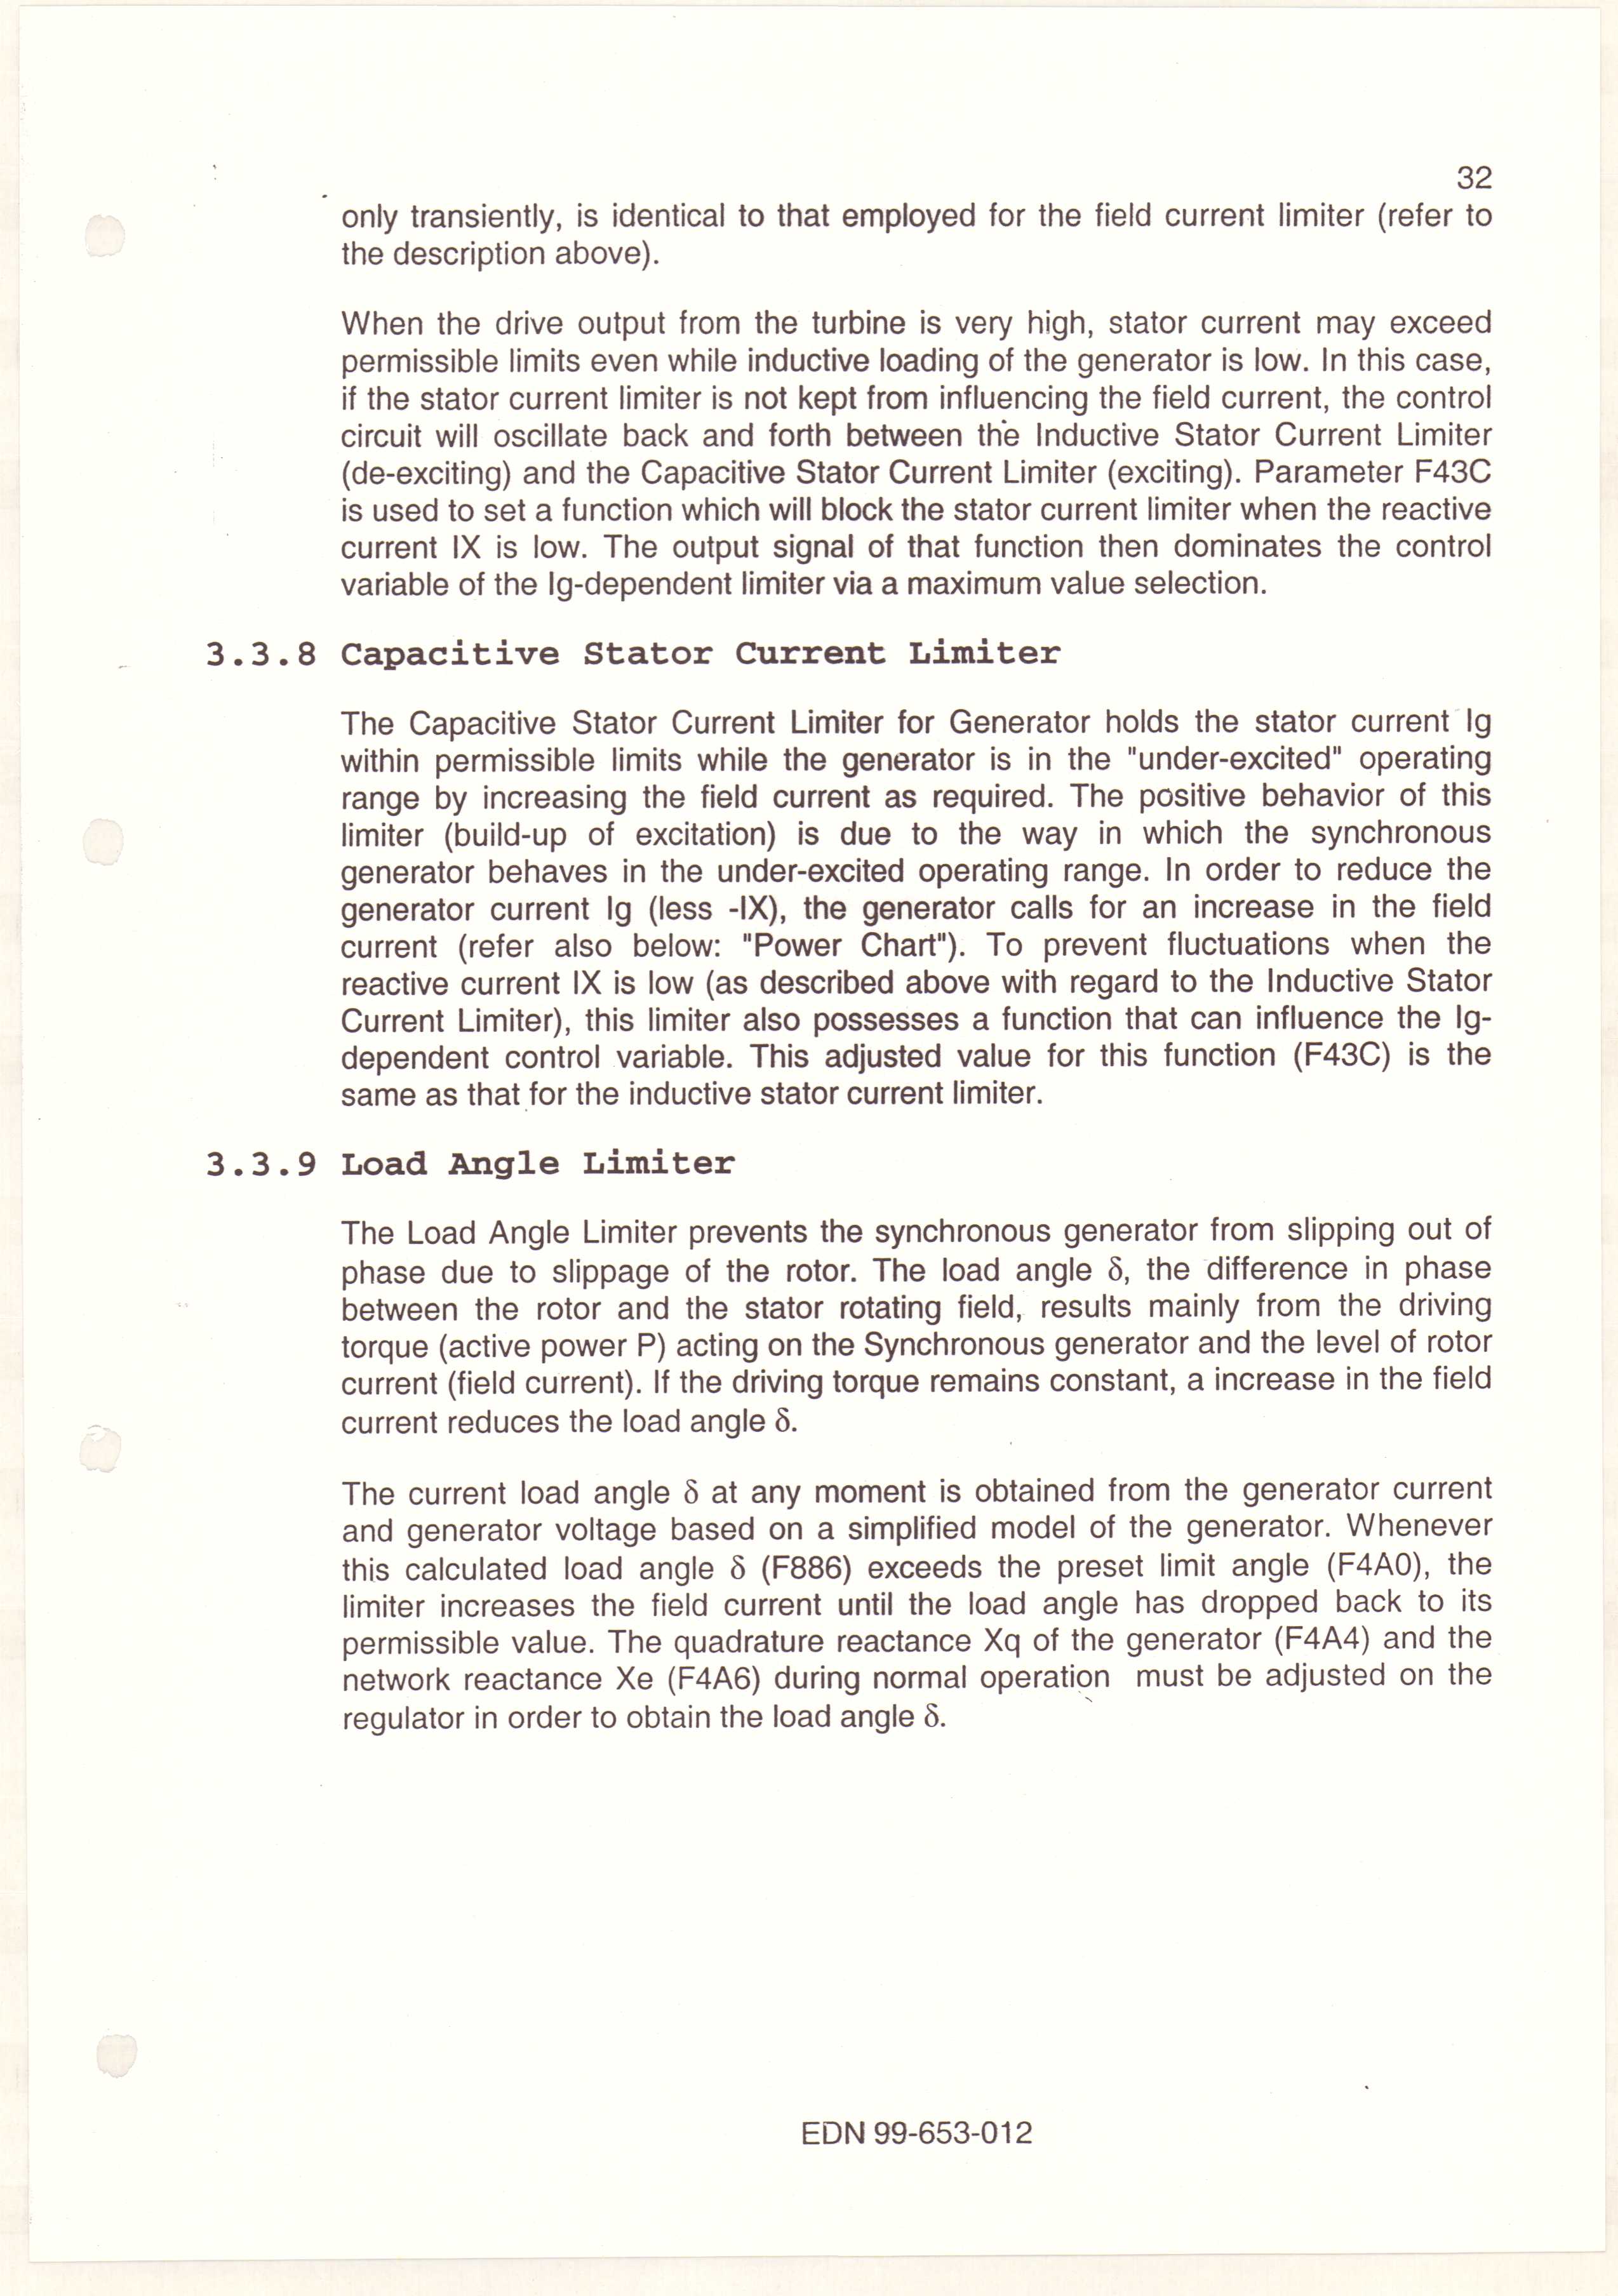 32
only transiently, is identical to that employed for the field current limiter (refer to
the description above).
When the drive output from the turbine is very high, stator current may exceed
permissible limits even while inductive loading of the generator is low. In this case,
if the stator current limiter is not kept from influencing the field current, the control
circuit will oscillate back and forth between the Inductive Stator Current Limiter
(de-exciting) and the Capacitive Stator Current Limiter (exciting). Parameter F43C
is used to set a function which will block the stator current limiter when the reactive
current IX is low. The output signal of that function then dominates the control
variable of the Ig-dependent limiter via a maximum value selection.
3.3.8 Capacitive Stator Current Limiter
The Capacitive Stator Current Limiter for Generator holds the stator current Ig
within permissible limits while the generator is in the "under-excited" operating
range by increasing the field current as required. The positive behavior of this
limiter (build-up of excitation) is due to the way in which the synchronous
generator behaves in the under-excited operating range. In order to reduce the
generator current Ig (less -IX), the generator calls for an increase in the field
current (refer also below: "Power Chart"). To prevent fluctuations when the
reactive current IX is low (as described above with regard to the Inductive Stator
Current Limiter), this limiter also possesses a function that can influence the Ig-
dependent control variable. This adjusted value for this function (F43C) is the
same as that for the inductive stator current limiter.
3.3.9 Load Angle Limiter
The Load Angle Limiter prevents the synchronous generator from slipping out of
phase due to slippage of the rotor. The load angle δ, the difference in phase
between the rotor and the stator rotating field, results mainly from the driving
torque (active power P) acting on the Synchronous generator and the level of rotor
current (field current). If the driving torque remains constant, a increase in the field
current reduces the load angle δ.
The current load angle δ at any moment is obtained from the generator current
and generator voltage based on a simplified model of the generator. Whenever
this calculated load angle δ (F886) exceeds the preset limit angle (F4A0), the
limiter increases the field current until the load angle has dropped back to its
permissible value. The quadrature reactance Xq of the generator (F4A4) and the
network reactance Xe (F4A6) during normal operation must be adjusted on the
regulator in order to obtain the load angle δ.
EDN 99-653-012